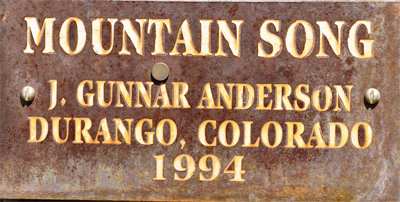 MOUNTAIN SONG
J. GUNNAR ANDERSON
DURANGO, COLORADO
1994